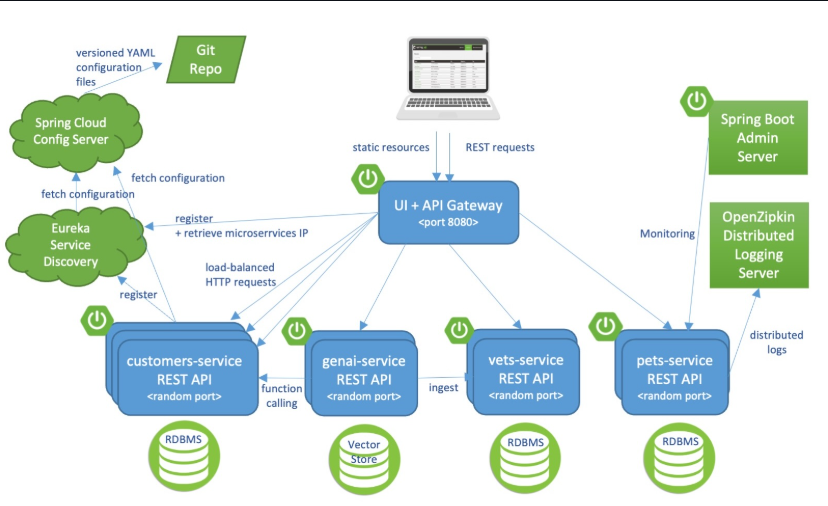 versioned YAML
configuration
files
Git
Repo
Spring Cloud
Config Server
Spring Boot
Admin
Server
static resources
REST requests
fetch configuration
fetch configuration
UI + API Gateway
<port 8080>
register
+ retrieve microserrvices IP
Eureka
Service
Discovery
OpenZipkin
Distributed
Logging
Server
Monitoring
load-balanced
HTTP requests
register
distributed
logs
customers-service
REST API
<random port>
function
calling
genai-service
REST API
<random port>
ingest
vets-service
REST API
<random port>
pets-service
REST API
<random port>
RDBMS
Vector
Store
RDBMS
RDBMS